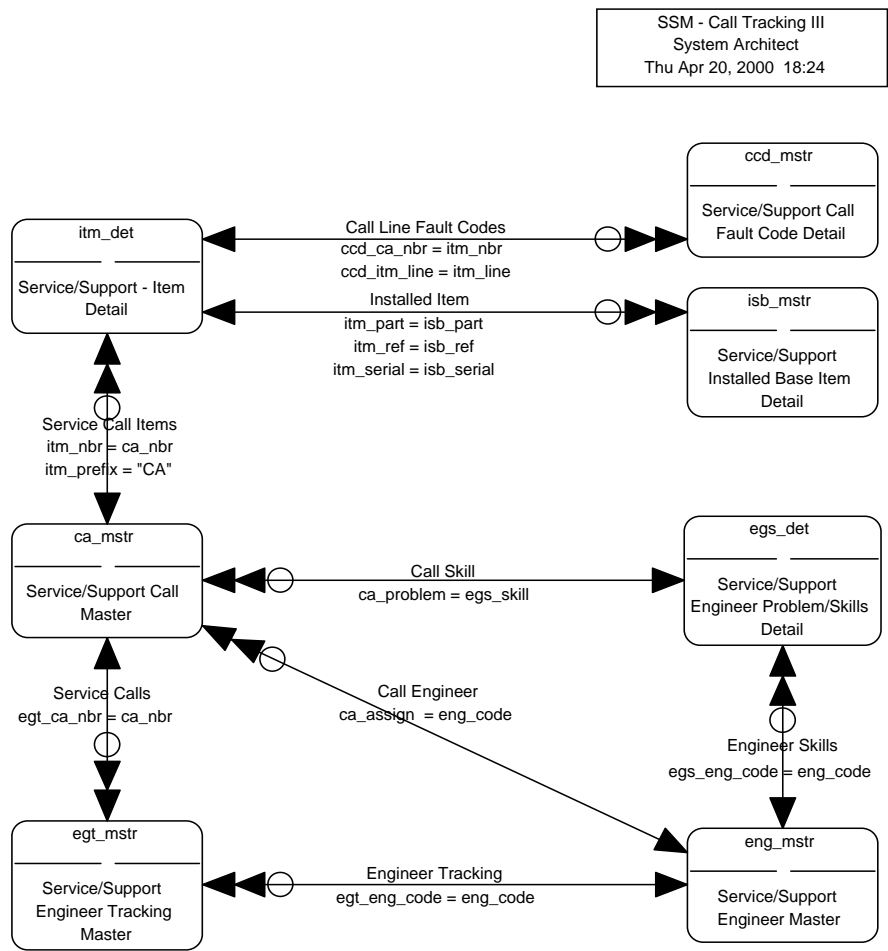 SSM - Call Tracking III
System Architect
Thu Apr 20, 2000  18:24
ccd_mstr
Service/Support Call
Fault Code Detail
itm_det
Service/Support - Item
Detail
Call Line Fault Codes
ccd_ca_nbr = itm_nbr
ccd_itm_line = itm_line
Installed Item
itm_part = isb_part
itm_ref = isb_ref
itm_serial = isb_serial
isb_mstr
Service/Support
Installed Base Item
Detail
Service Call Items
itm_nbr = ca_nbr
itm_prefix = "CA"
ca_mstr
Service/Support Call
Master
Call Skill
ca_problem = egs_skill
egs_det
Service/Support
Engineer Problem/Skills
Detail
Service Calls
egt_ca_nbr = ca_nbr
Call Engineer
ca_assign  = eng_code
Engineer Skills
egs_eng_code = eng_code
egt_mstr
Service/Support
Engineer Tracking
Master
Engineer Tracking
egt_eng_code = eng_code
eng_mstr
Service/Support
Engineer Master